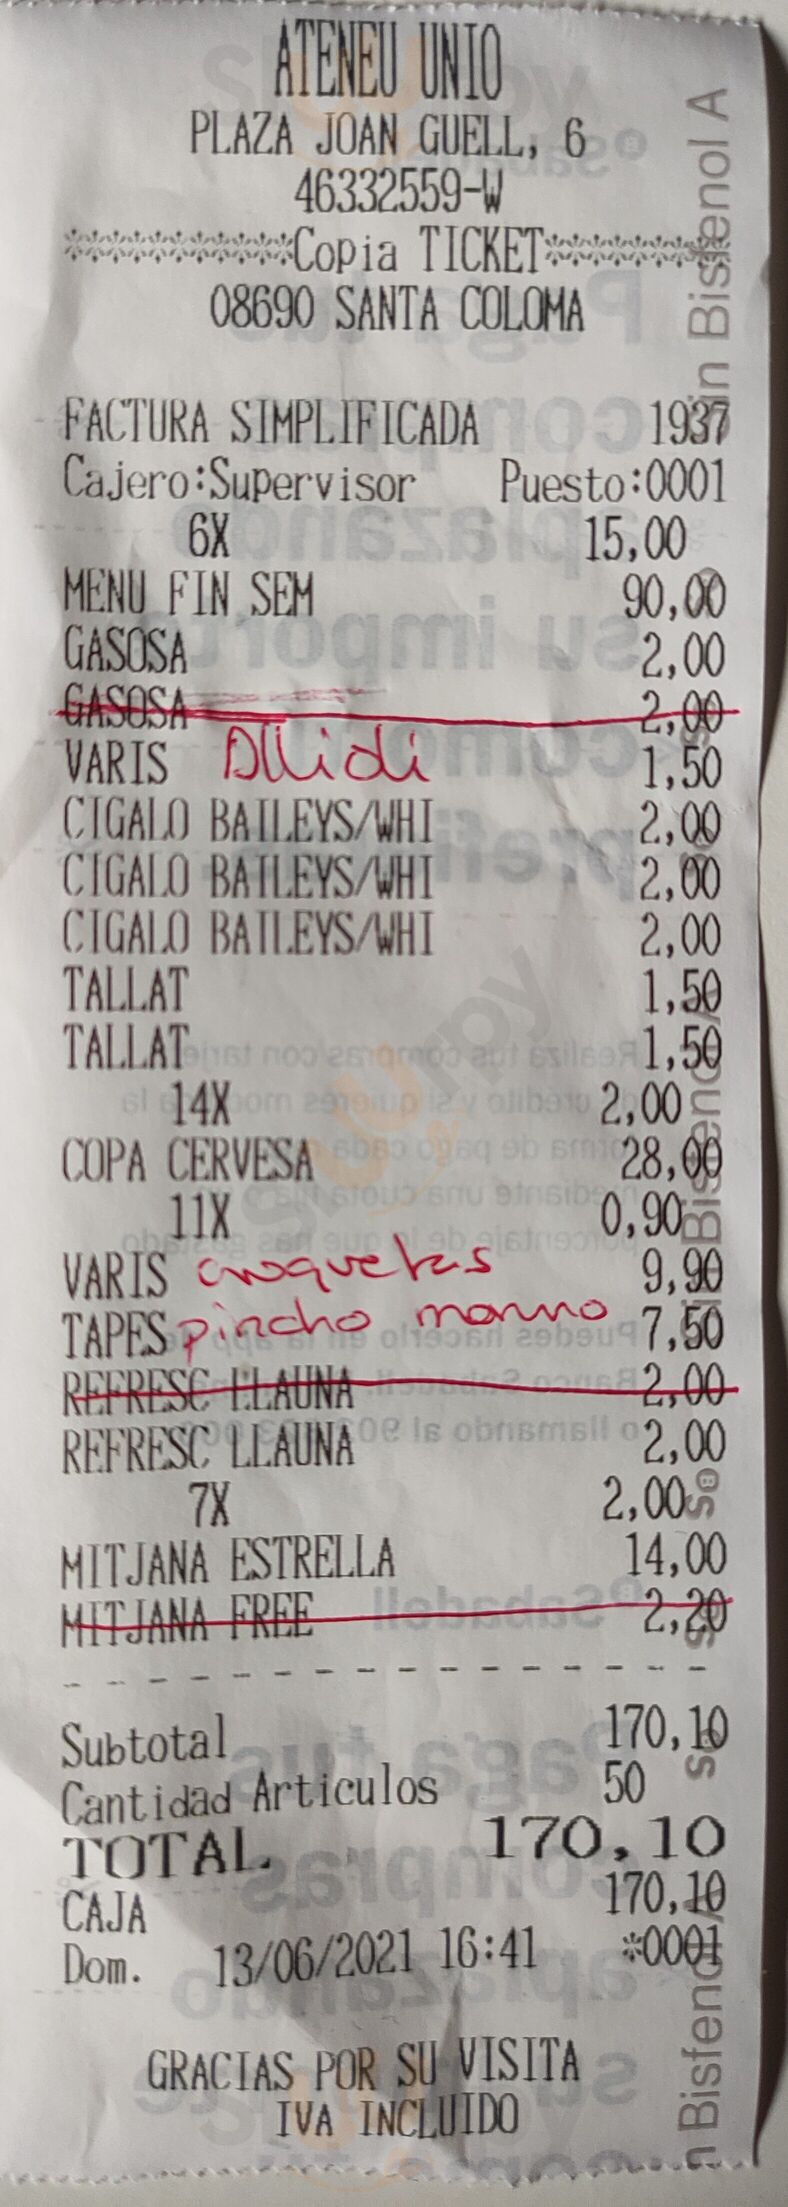 ATENEU UNIO
PLAZA JOAN GUELL, 6
46332559-W
************Copia TICKET**********
08690 SANTA COLOMA
FACTURA SIMPLIFICADA 1937
Cajero:Supervisor Puesto:0001
6X 15,00
MENU FIN SEM 90,00
GASOSA 2,00
GASOSA 2,00
VARIS Allioli 1,50
CIGALO BAILEYS/WHI 2,00
CIGALO BAILEYS/WHI 2,00
CIGALO BAILEYS/WHI 2,00
TALLAT 1,50
TALLAT 1,50
14X 2,00
COPA CERVESA 28,00
11X 0,90
VARIS croquetas 9,90
TAPES pincho moruno 7,50
REFRESC LLAUNA 2,00
REFRESC LLAUNA 2,00
7X 2,00
MITJANA ESTRELLA 14,00
MITJANA FREE 2,20
Subtotal 170,10
Cantidad Articulos 50
TOTAL 170,10
CAJA 170,10
Dom. 13/06/2021 16:41 *0001
GRACIAS POR SU VISITA
IVA INCLUIDO